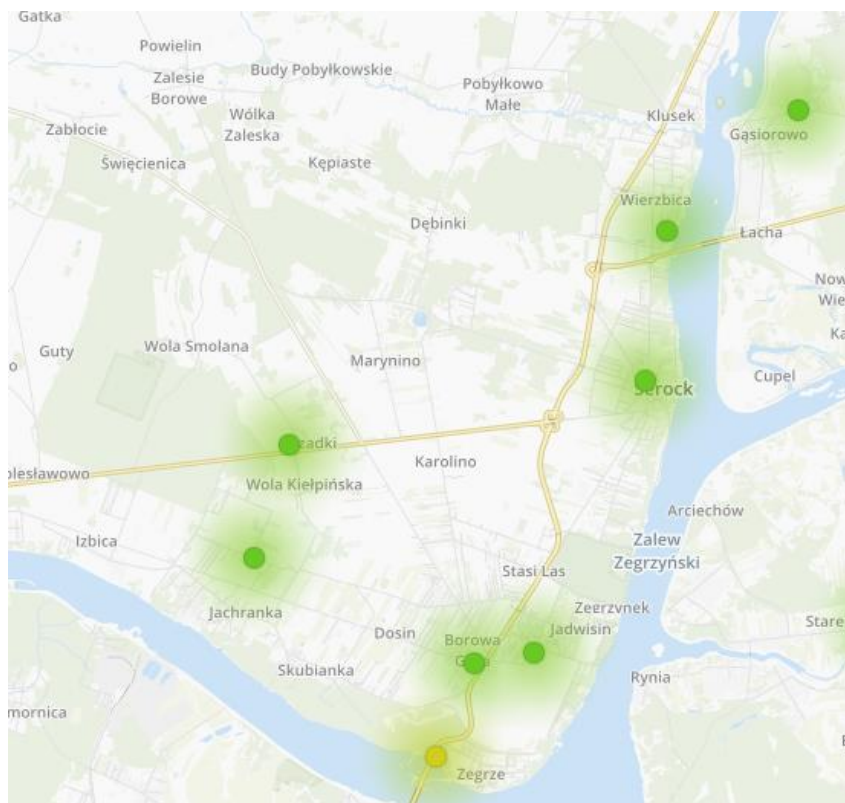 Gatka
Powielin
Budy Pobyłkowskie
Zalesie
Borowe
Pobyłkowo
Małe
Wólka
Zaleska
Klusek
Zabłocie
Gąsiorowo
Święcienica
Kępiaste
Wierzbica
Dębinki
Łacha
Guty
Wola Smolana
Marynino
Cupel
Serock
Karolino
Wola Kiełpińska
Arciechów
Izbica
Zalew
Zegrzyński
Stasi Las
Jachranka
Zegrzynek
Jadwisin
Dosin
Borowa
Góra
Skubianka
Rynia
Zegrze